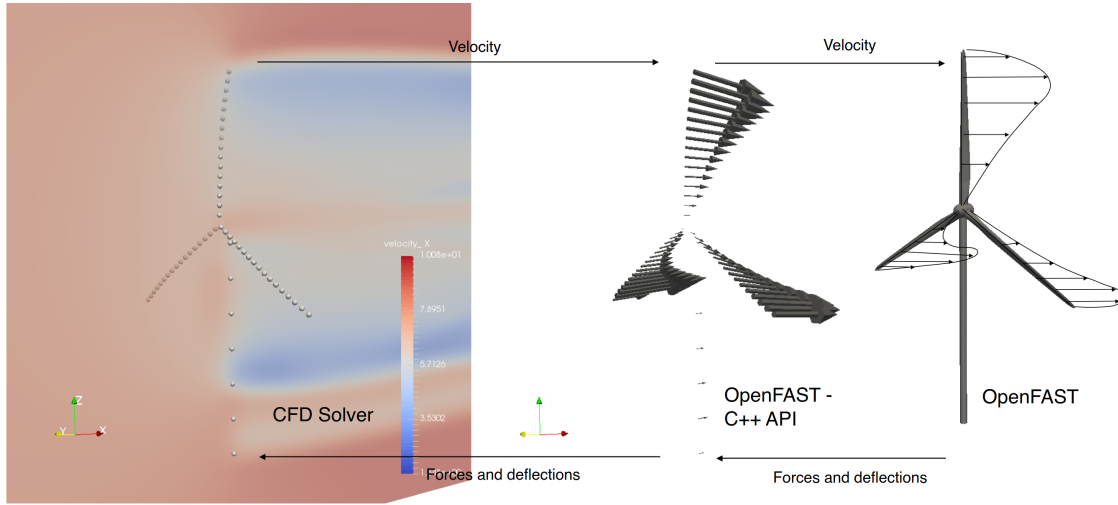 Velocity
Velocity
velocity_X
1.008e+01
7.8951
5.7126
3.5302
Z
Y
X
CFD Solver
OpenFAST -
C++ API
OpenFAST
Forces and deflections
Forces and deflections